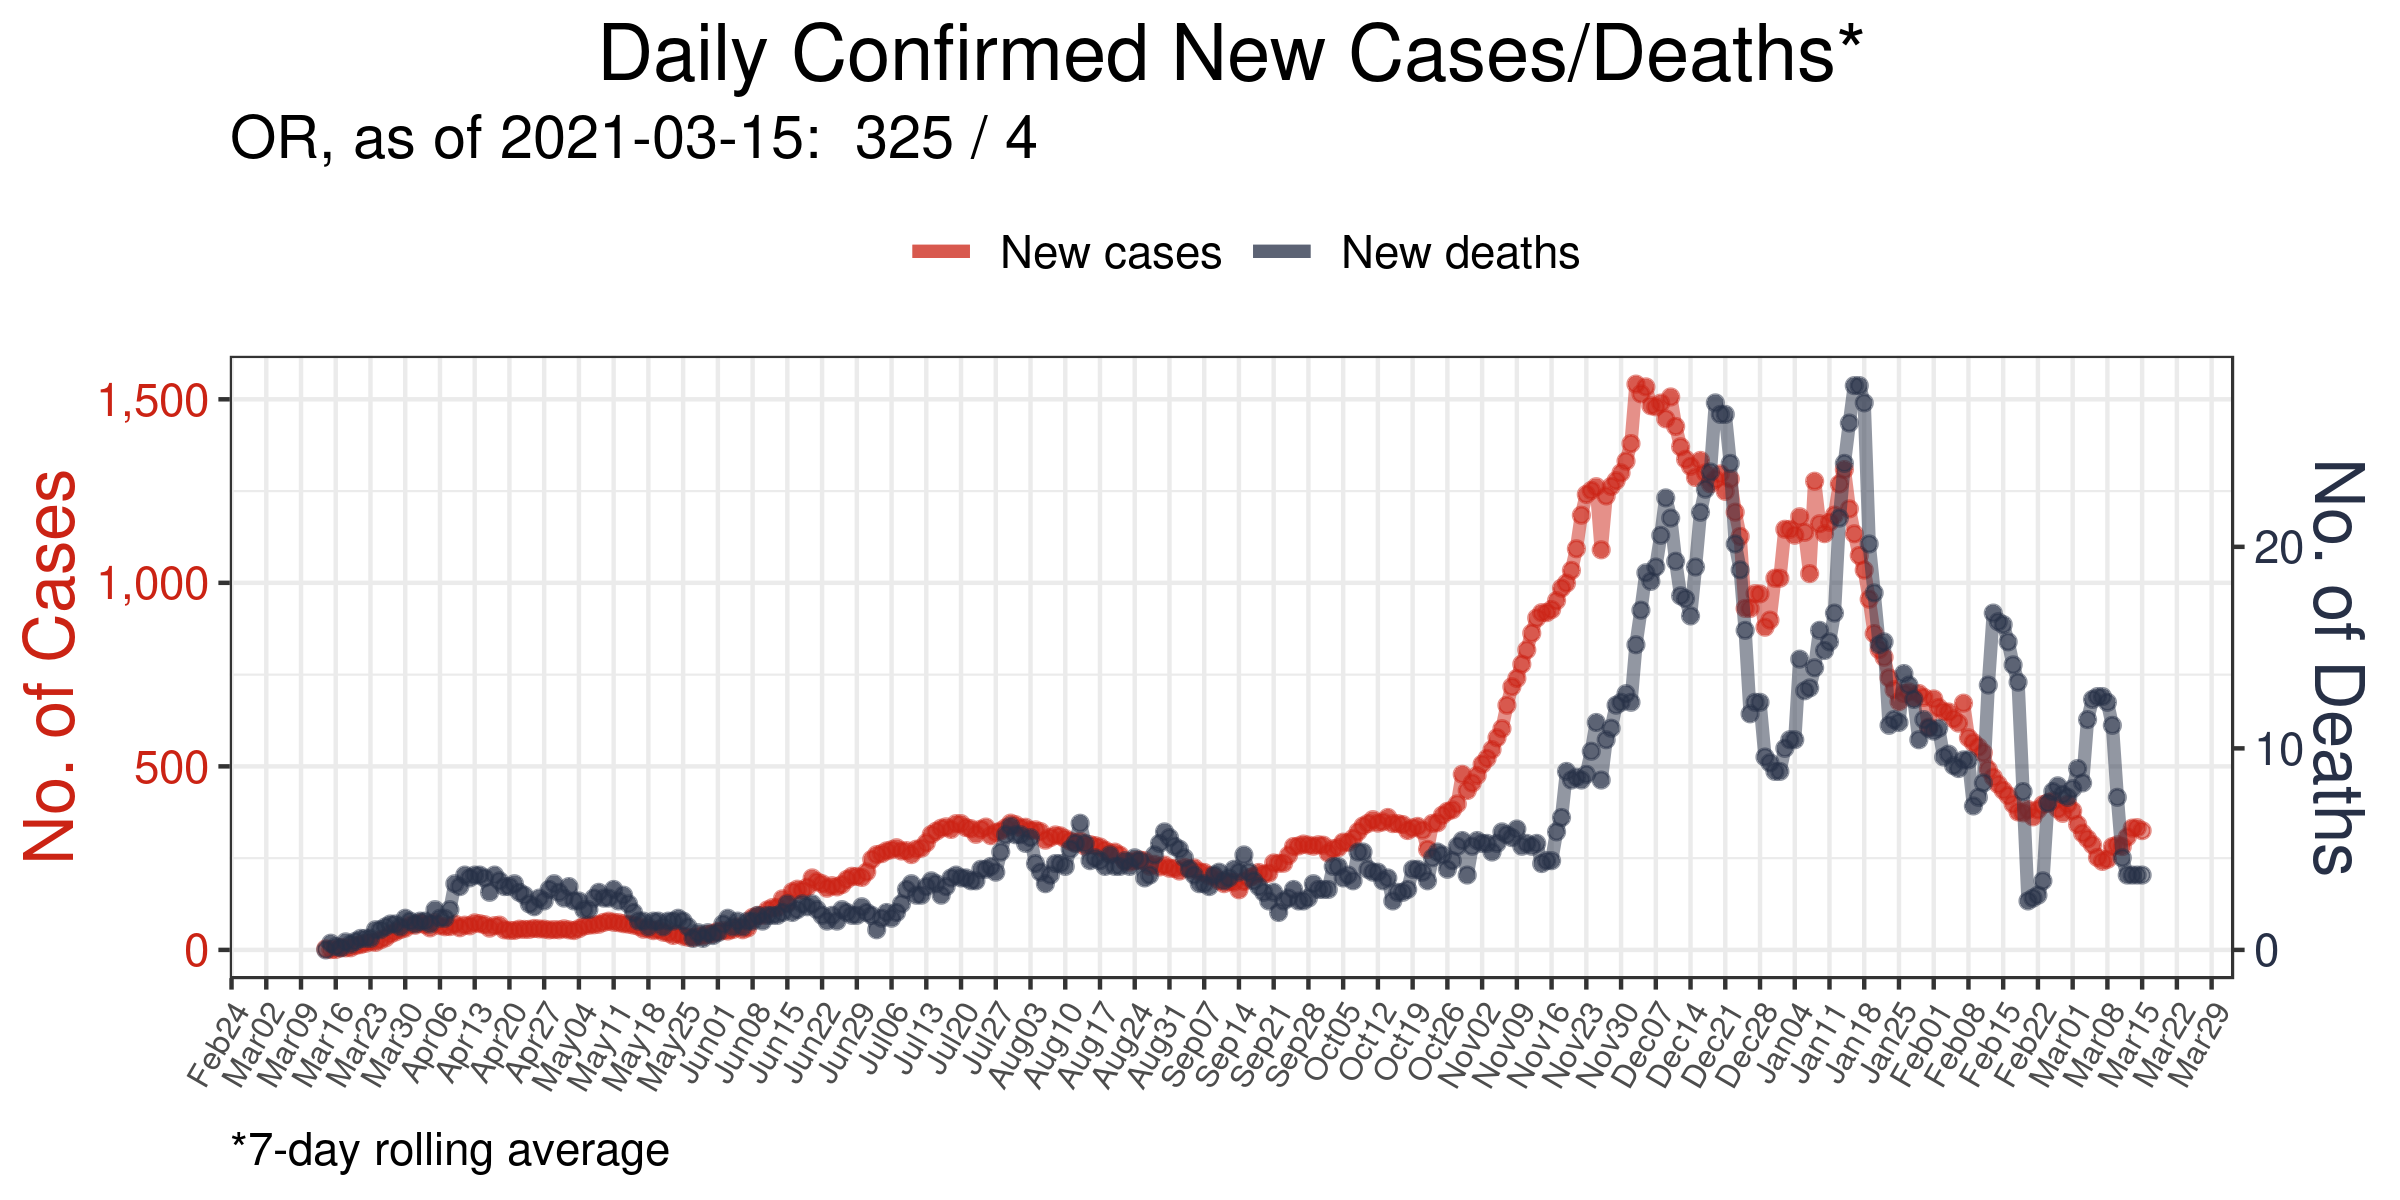 Daily Confirmed New Cases/Deaths*
OR, as of 2021-03-15:  325 / 4
New cases New deaths
No. of Cases
1,500
1,000
500
0
No. of Deaths
20
10
0
Feb24 Mar02 Mar09 Mar16 Mar23 Mar30 Apr06 Apr13 Apr20 Apr27 May04 May11 May18 May25 Jun01 Jun08 Jun15 Jun22 Jun29 Jul06 Jul13 Jul20 Jul27 Aug03 Aug10 Aug17 Aug24 Aug31 Sep07 Sep14 Sep21 Sep28 Oct05 Oct12 Oct19 Oct26 Nov02 Nov09 Nov16 Nov23 Nov30 Dec07 Dec14 Dec21 Dec28 Jan04 Jan11 Jan18 Jan25 Feb01 Feb08 Feb15 Feb22 Mar01 Mar08 Mar15 Mar22 Mar29
*7-day rolling average